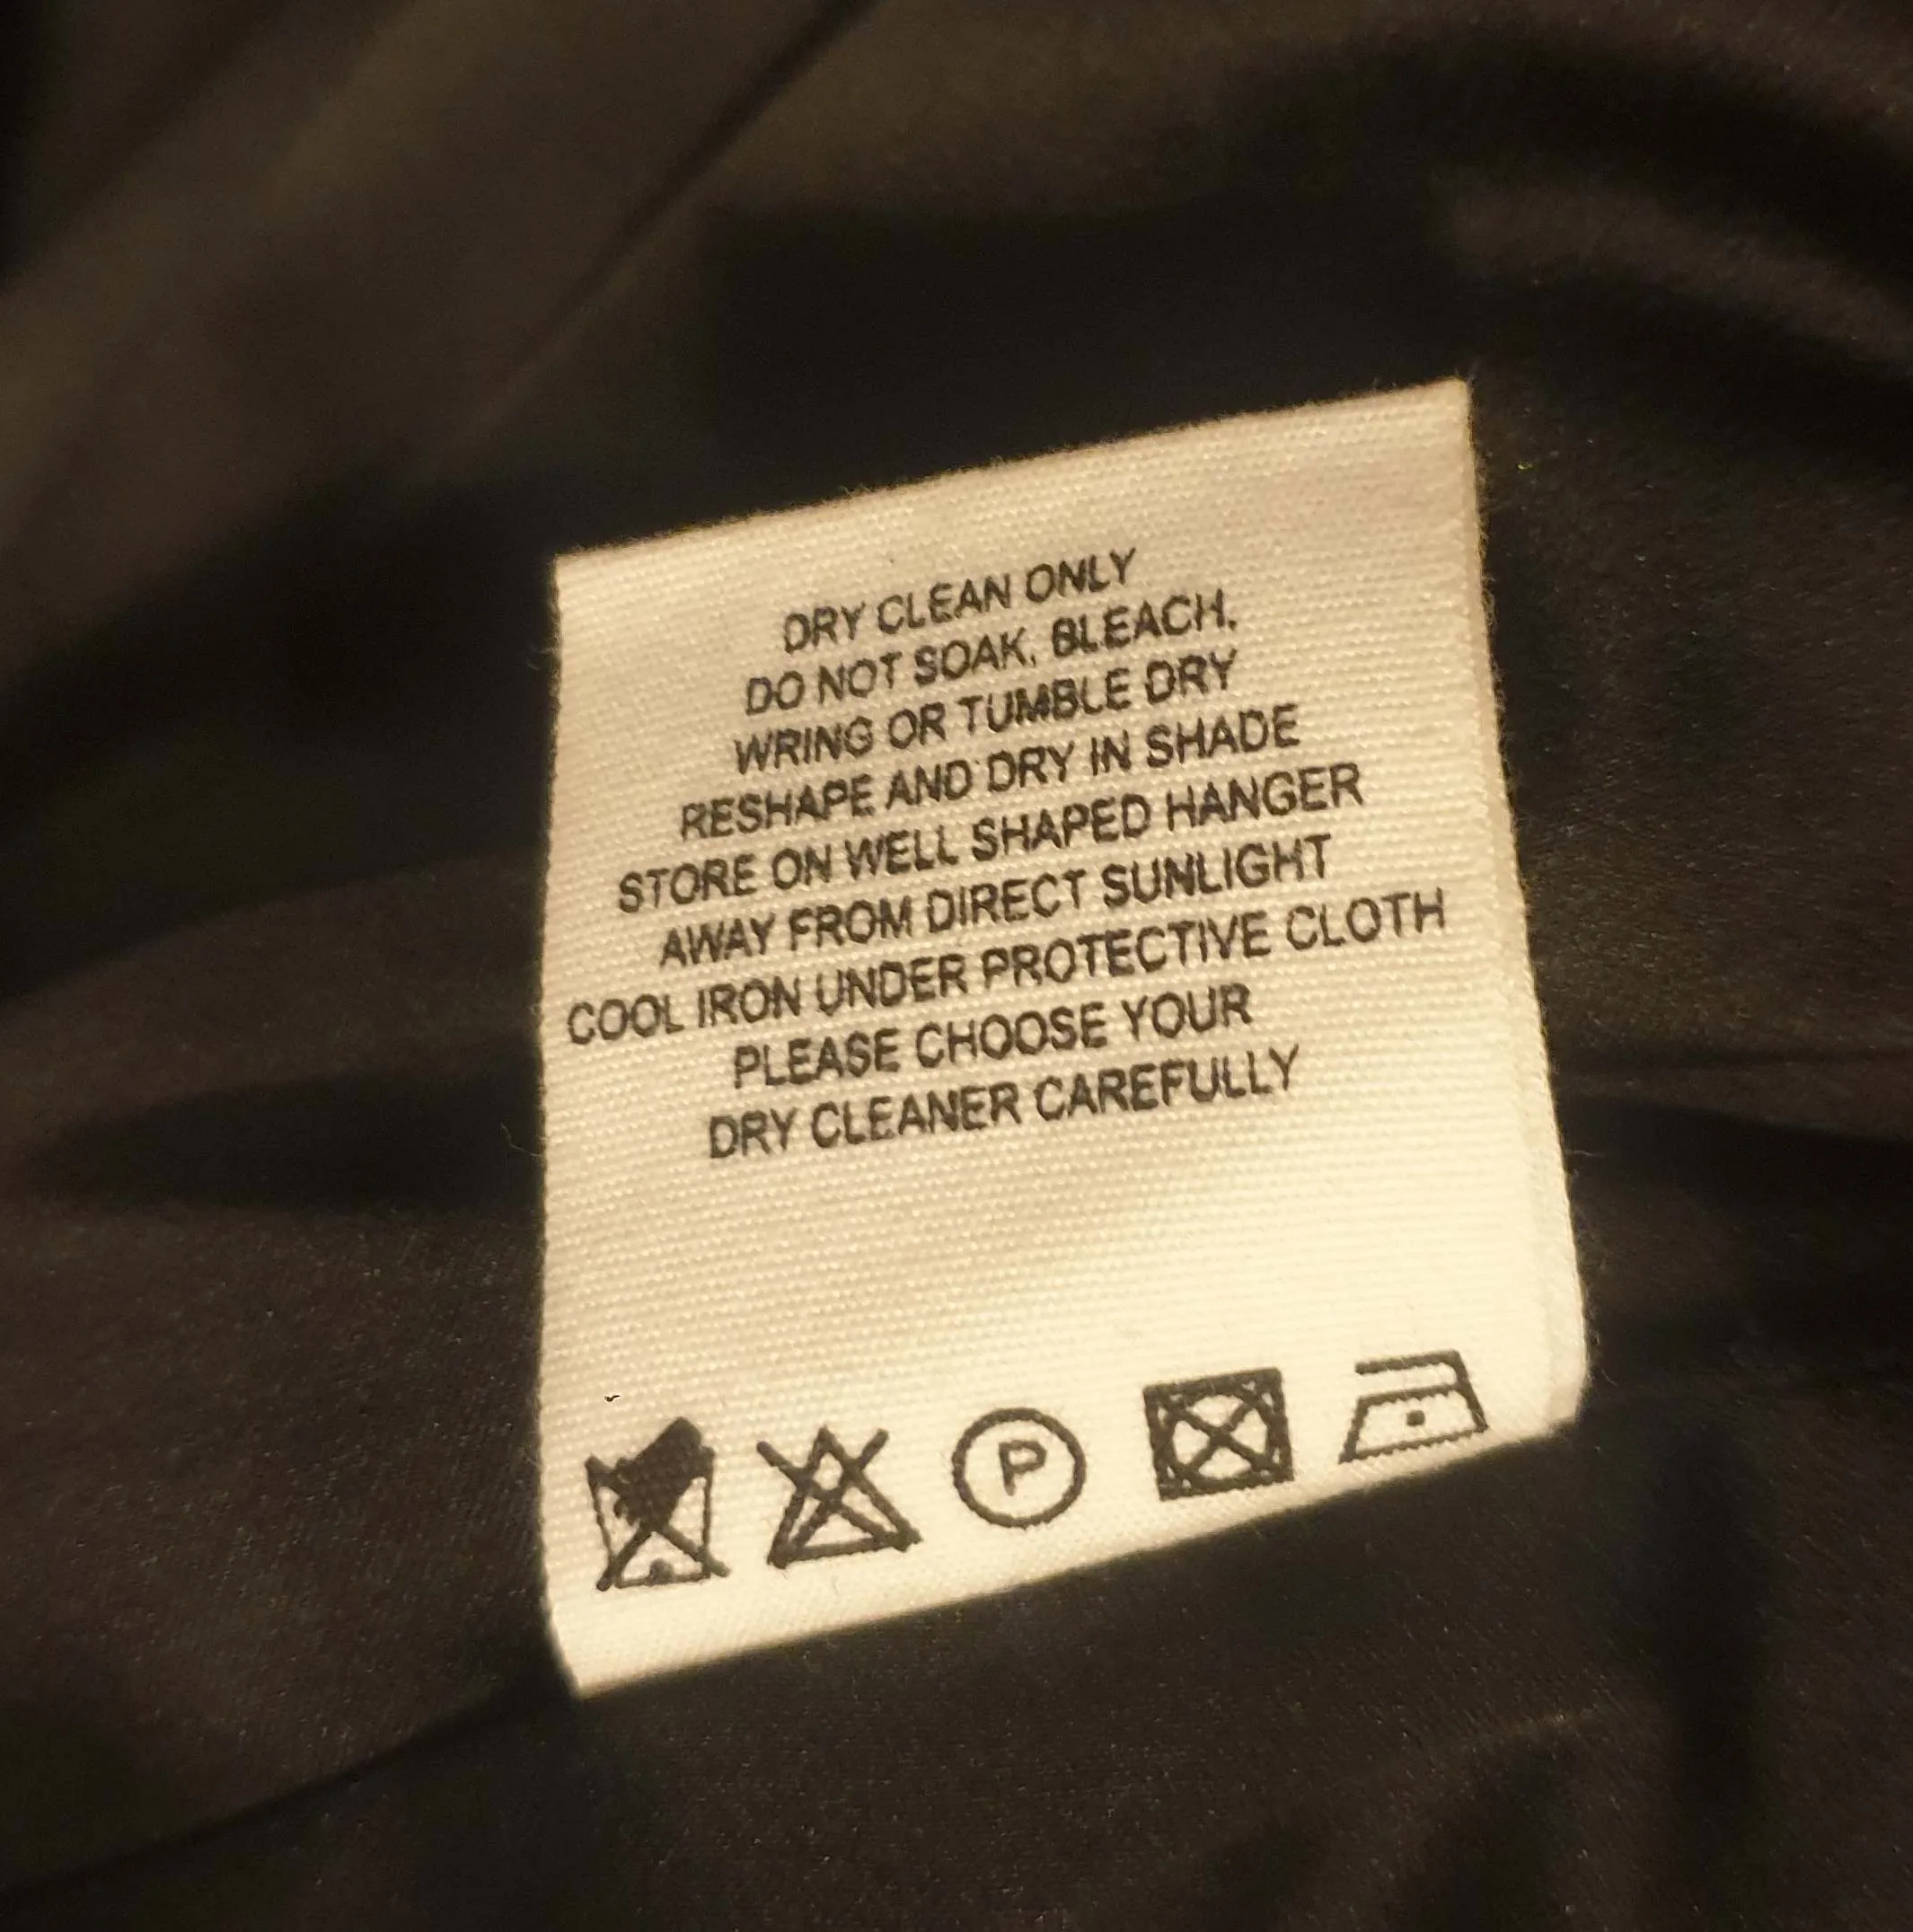 DRY CLEAN ONLY
DO NOT SOAK, BLEACH,
WRING OR TUMBLE DRY
RESHAPE AND DRY IN SHADE
STORE ON WELL SHAPED HANGER
AWAY FROM DIRECT SUNLIGHT
COOL IRON UNDER PROTECTIVE CLOTH
PLEASE CHOOSE YOUR
DRY CLEANER CAREFULLY
P